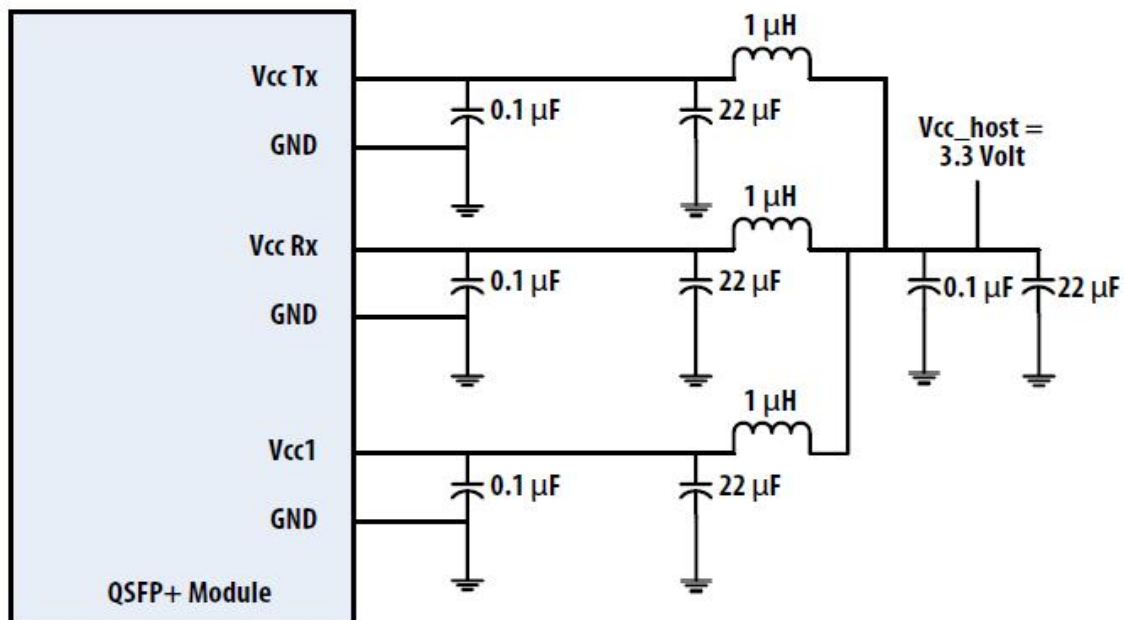 1 μH
Vcc Tx
0.1 μF
22 μF
GND
Vcc_host =
3.3 Volt
1 μH
Vcc Rx
0.1 μF
22 μF
0.1 μF
22 μF
GND
1 μH
Vcc1
0.1 μF
22 μF
GND
QSFP+ Module